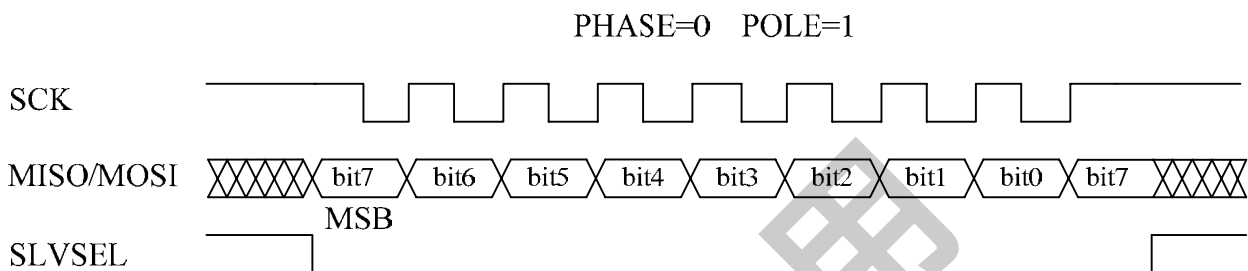 PHASE=0 POLE=1
SCK
MISO/MOSI bit7 bit6 bit5 bit4 bit3 bit2 bit1 bit0 bit7
MSB
SLVSEL